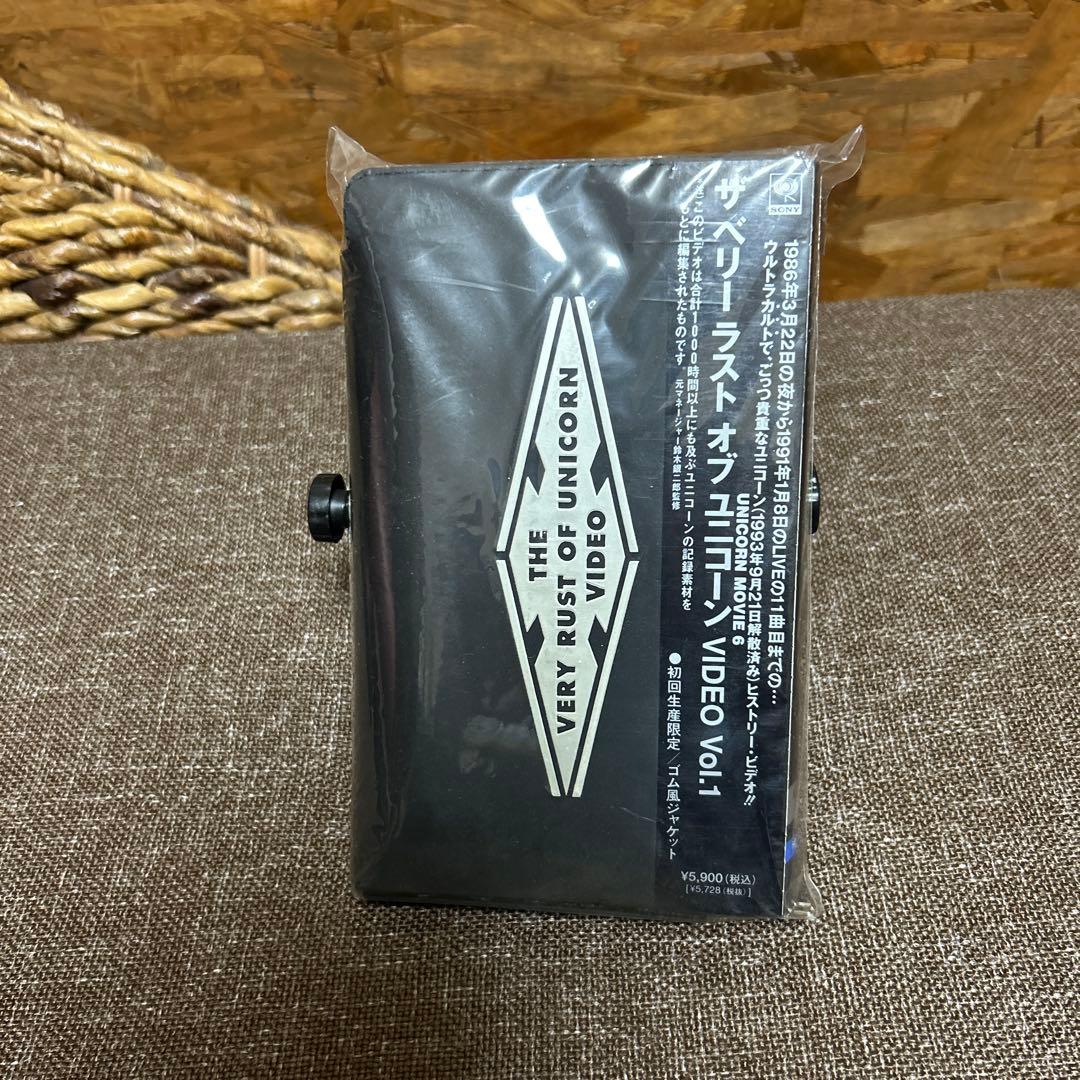 SONY
1986年3月22日の夜から1991年1月8日のLIVEの11曲目までの…
ウルトラカルトで、ごっつ貴重なユニコーン(1993年9月21日解散済み)ヒストリー・ビデオ!!
UNICORN MOVIE 6
ザ ベリー ラスト オブ ユニコーン VIDEO Vol.1
このビデオは合計1000時間以上にも及ぶユニコーンの記録素材を
もとに編集されたものです。元マネージャー鈴木銀二郎監修
●初回生産限定/ゴム風ジャケット
¥5,900(税込)
[¥5,728(税抜)]
THE
VERY RUST OF UNICORN
VIDEO